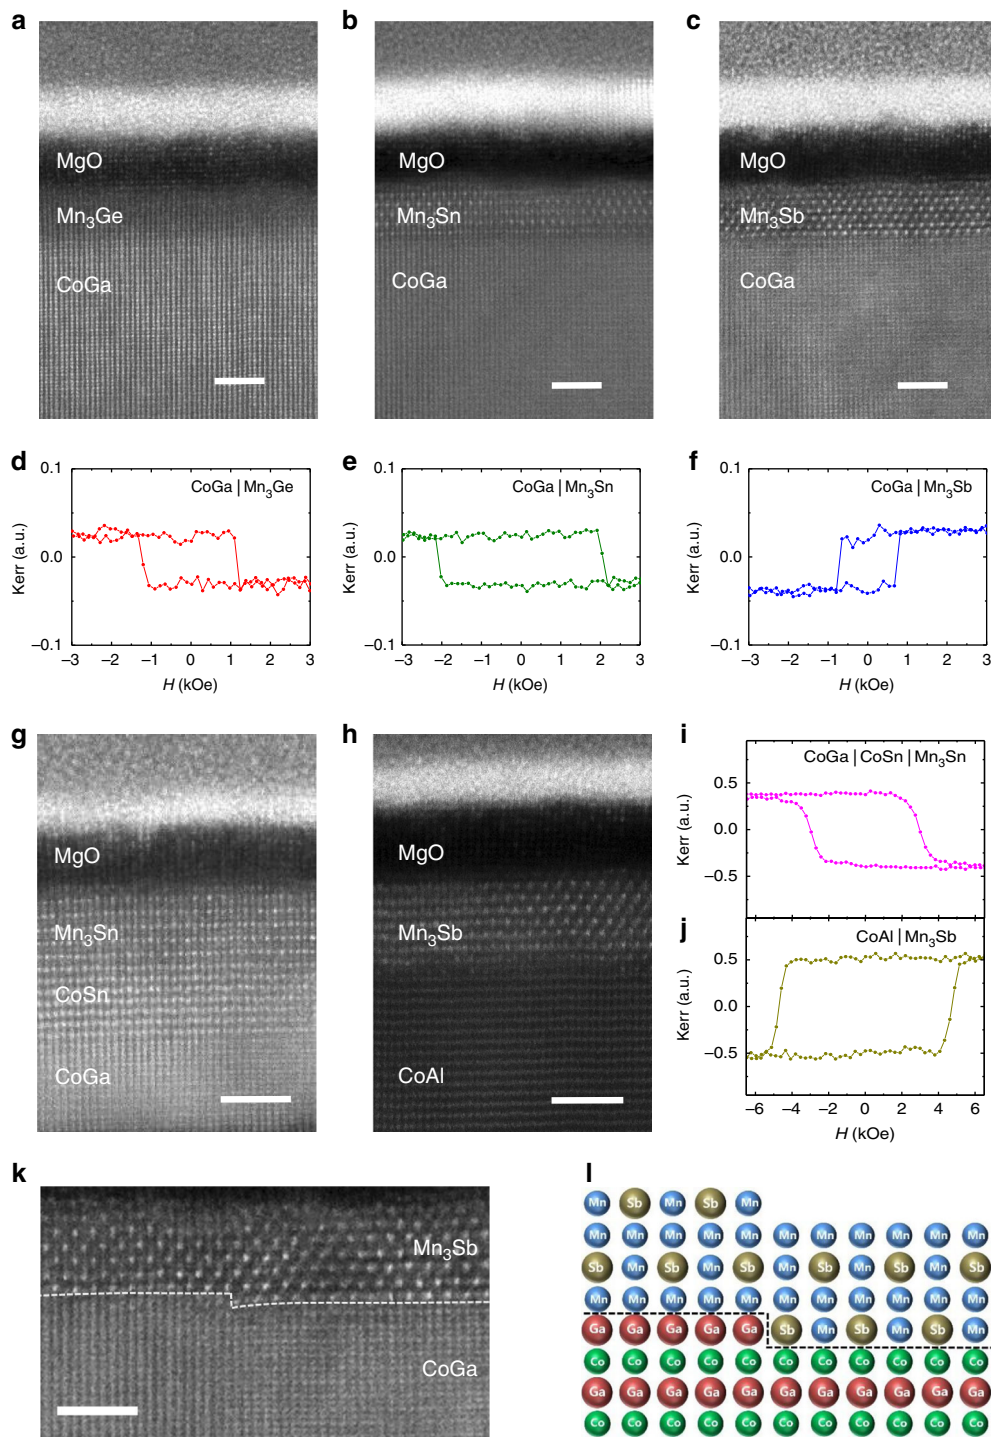 a
b
c
MgO
Mn3Ge
CoGa
MgO
Mn3Sn
CoGa
MgO
Mn3Sb
CoGa
d
e
f
0.1
0.0
−0.1
Kerr (a.u.)
CoGa | Mn3Ge
−3 −2 −1 0 1 2 3
H (kOe)
0.1
0.0
−0.1
Kerr (a.u.)
CoGa | Mn3Sn
−3 −2 −1 0 1 2 3
H (kOe)
0.1
0.0
−0.1
Kerr (a.u.)
CoGa | Mn3Sb
−3 −2 −1 0 1 2 3
H (kOe)
g
h
i
MgO
Mn3Sn
CoSn
CoGa
MgO
Mn3Sb
CoAl
CoGa | CoSn | Mn3Sn
0.5
0.0
−0.5
Kerr (a.u.)
j
CoAl | Mn3Sb
0.5
0.0
−0.5
Kerr (a.u.)
−6 −4 −2 0 2 4 6
H (kOe)
k
l
Mn3Sb
CoGa
Mn Sb Mn Sb Mn
Mn Mn Mn Mn Mn Mn Mn Mn Mn Mn Mn
Sb Mn Sb Mn Sb Mn Sb Mn Sb Mn Sb
Mn Mn Mn Mn Mn Mn Mn Mn Mn Mn Mn
Ga Ga Ga Ga Ga Sb Mn Sb Mn Sb Mn
Co Co Co Co Co Co Co Co Co Co Co
Ga Ga Ga Ga Ga Ga Ga Ga Ga Ga Ga
Co Co Co Co Co Co Co Co Co Co Co